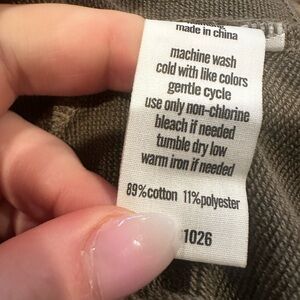 made in china
machine wash
cold with like colors
gentle cycle
use only non-chlorine
bleach if needed
tumble dry low
warm iron if needed
89%cotton 11%polyester
1026